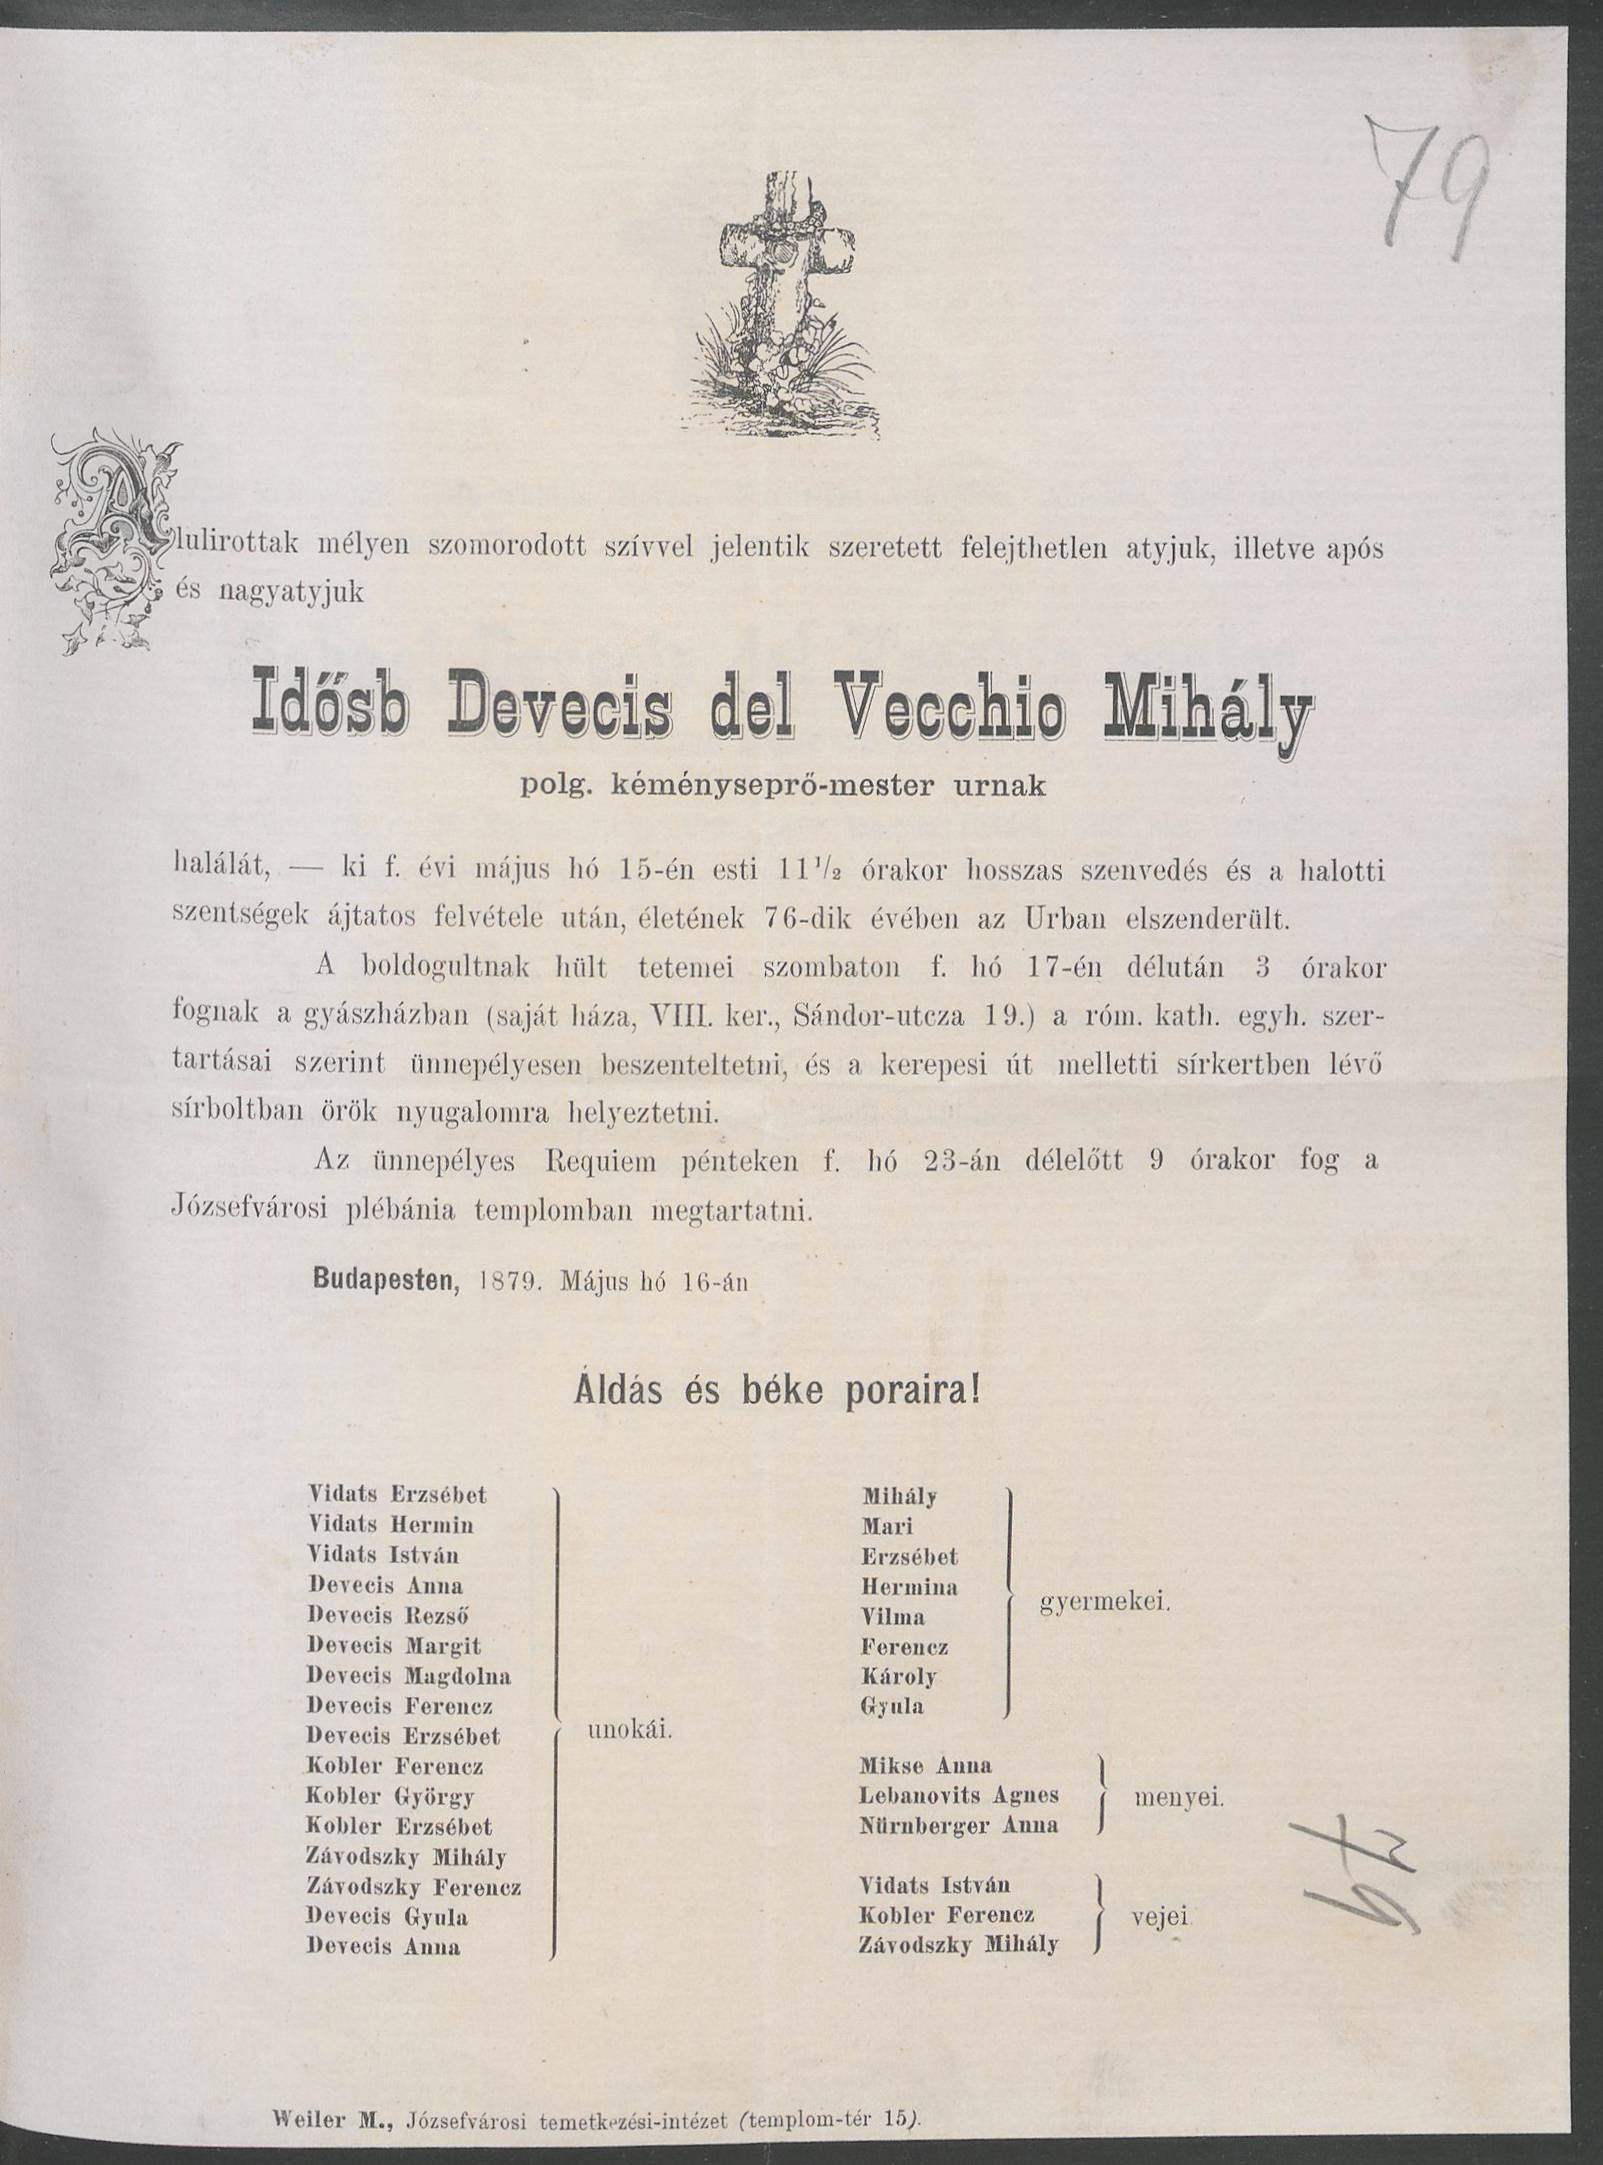 79
Alulirottak mélyen szomorodott szívvel jelentik szeretett felejthetlen atyjuk, illetve após
és nagyatyjuk
Idősb Devecis del Vecchio Mihály
polg. kéményseprő-mester urnak
halálát, — ki f. évi május hó 15-én esti 11 1/2 órakor hosszas szenvedés és a halotti
szentségek ájtatos felvétele után, életének 76-dik évében az Urban elszenderült.
A boldogultnak hült tetemei szombaton f. hó 17-én délután 3 órakor
fognak a gyászházban (saját háza, VIII. ker., Sándor-utcza 19.) a róm. kath. egyh. szer-
tartásai szerint ünnepélyesen beszenteltetni, és a kerepesi út melletti sírkertben lévő
sírboltban örök nyugalomra helyeztetni.
Az ünnepélyes Requiem pénteken f. hó 23-án délelőtt 9 órakor fog a
Józsefvárosi plébánia templomban megtartatni.
Budapesten, 1879. Május hó 16-án
Áldás és béke poraira!
Vidats Erzsébet
Vidats Hermin
Vidats István
Devecis Anna
Devecis Rezső
Devecis Margit
Devecis Magdolna
Devecis Ferencz
Devecis Erzsébet
Kobler Ferencz
Kobler György
Kobler Erzsébet
Závodszky Mihály
Závodszky Ferencz
Devecis Gyula
Devecis Anna
unokái.
Mihály
Mari
Erzsébet
Hermina
Vilma
Ferencz
Károly
Gyula
gyermekei.
Mikse Anna
Lebanovits Agnes
Nürnberger Anna
menyei.
Vidats István
Kobler Ferencz
Závodszky Mihály
vejei.
79
Weiler M., Józsefvárosi temetkezési-intézet (templom-tér 15).